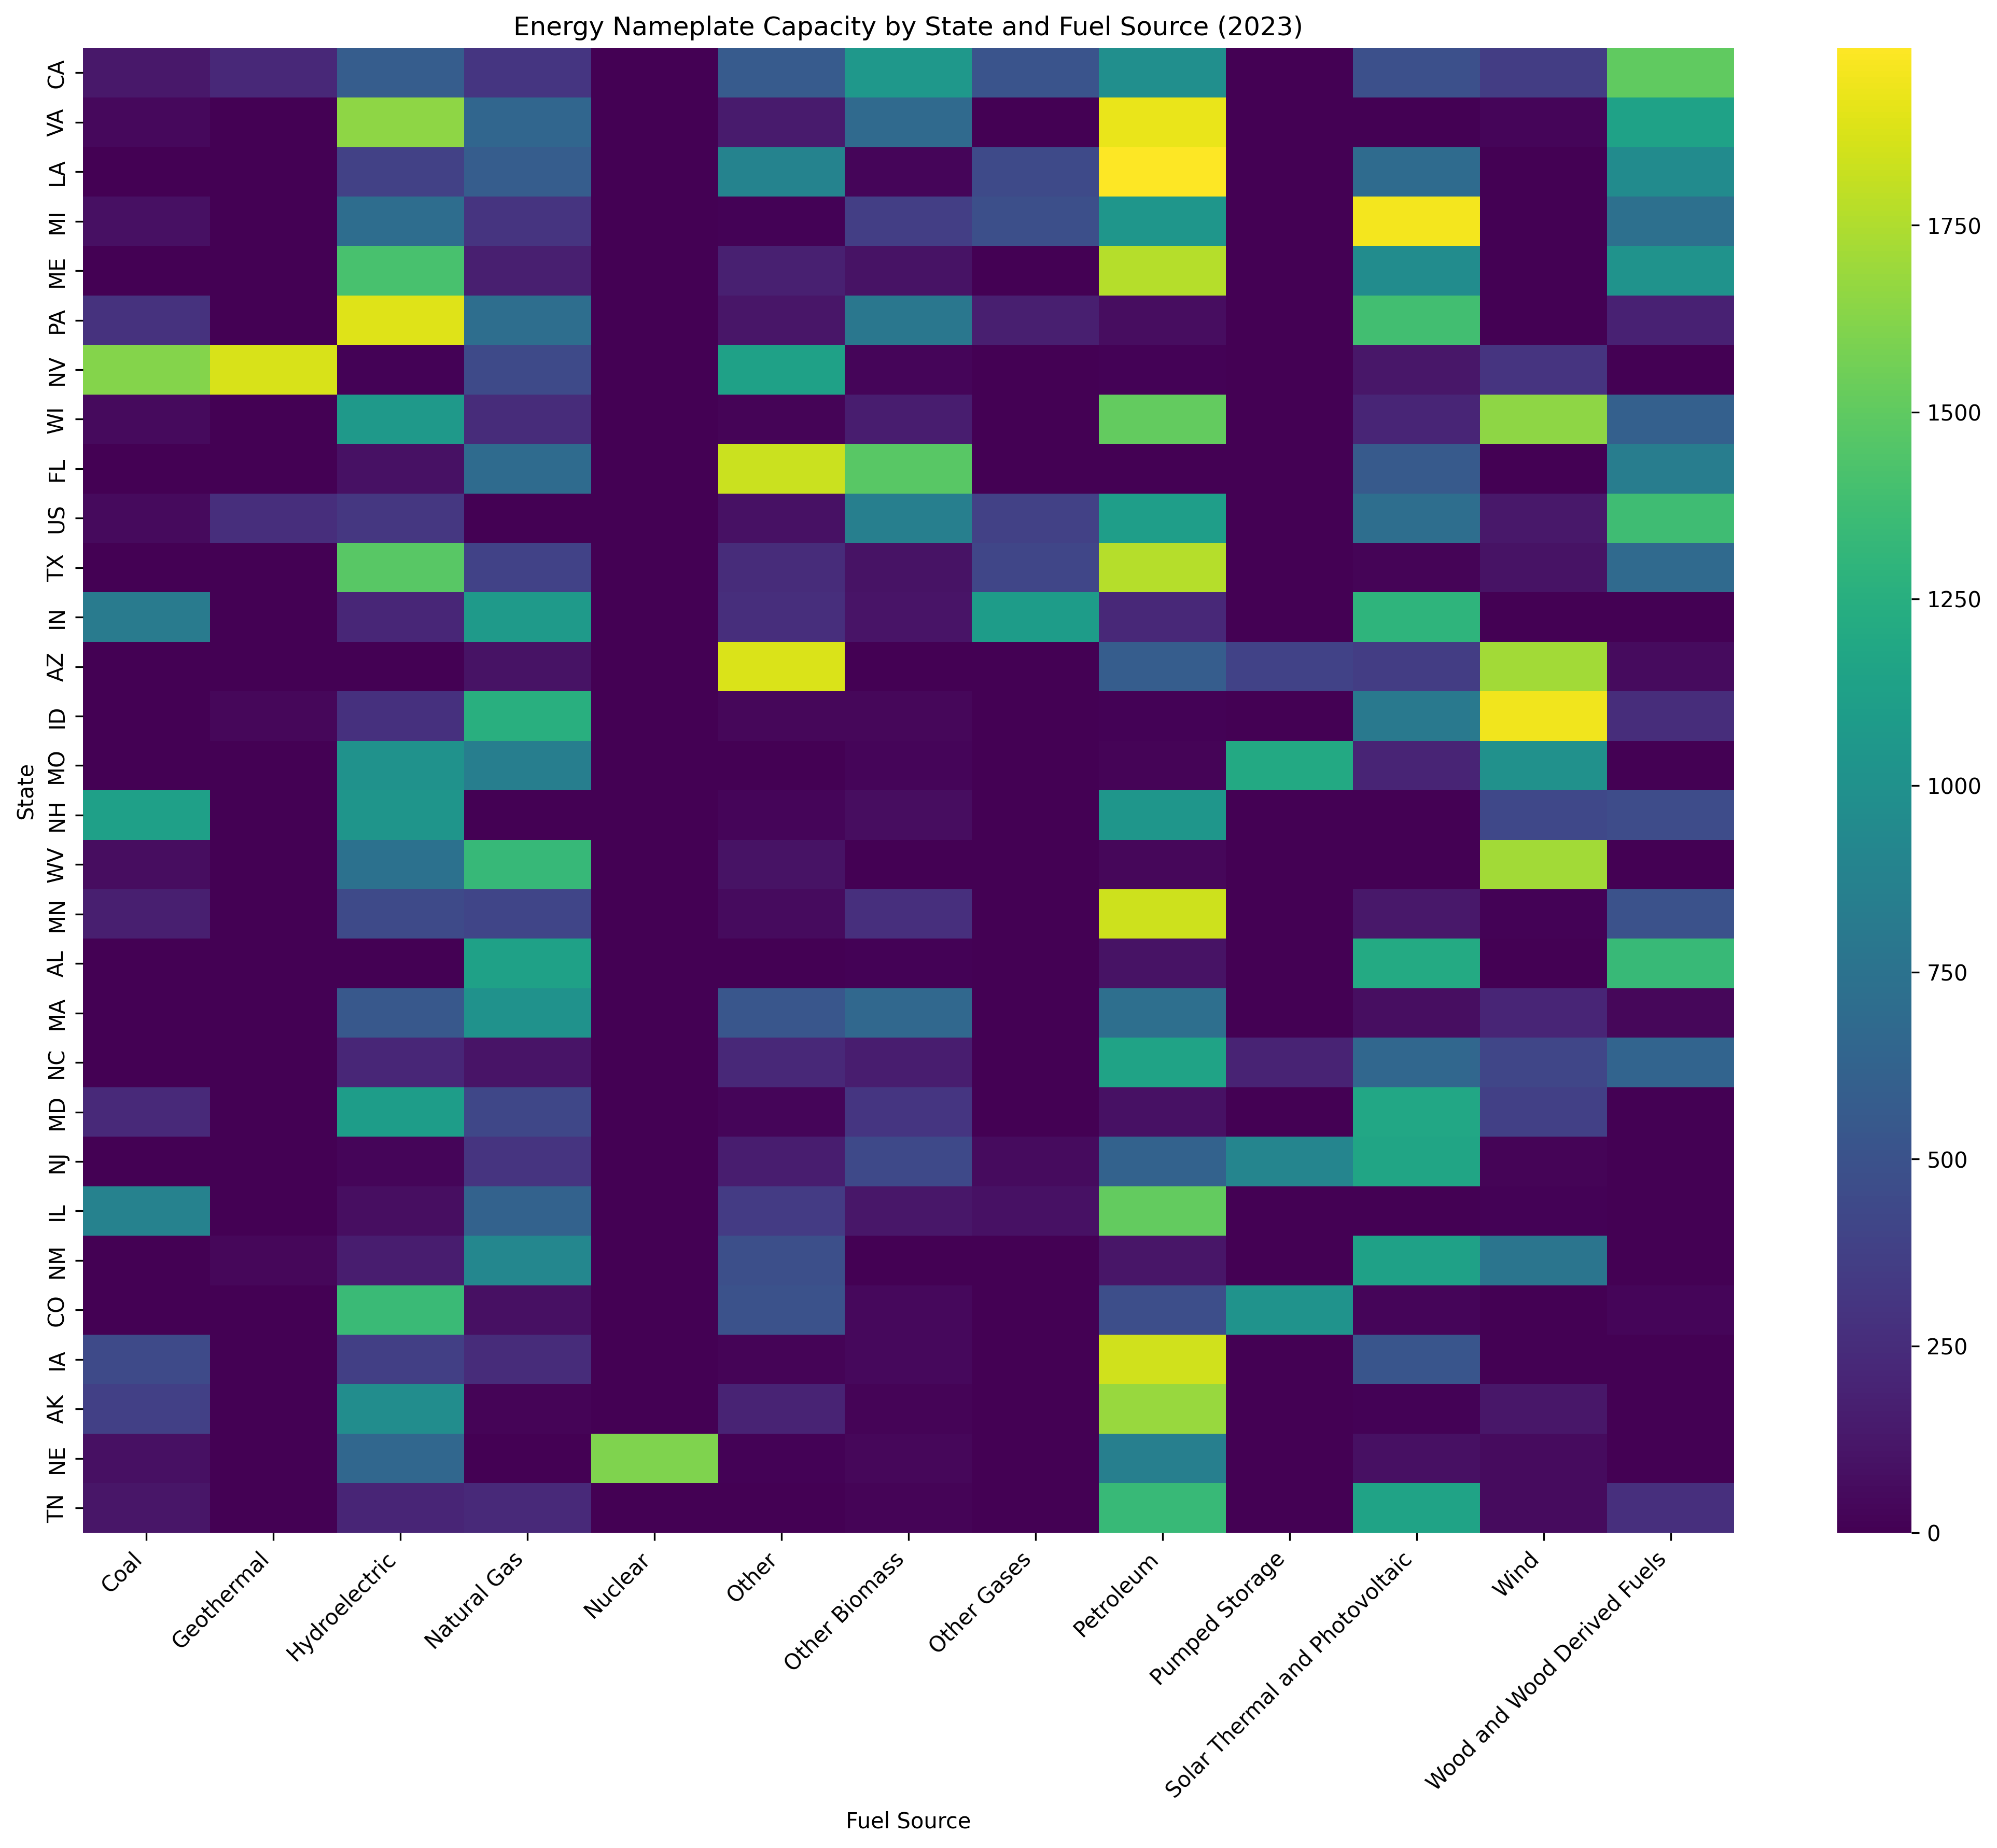 Energy Nameplate Capacity by State and Fuel Source (2023)
State
CA
VA
LA
MI
ME
PA
NV
WI
FL
US
TX
IN
AZ
ID
MO
NH
WV
MN
AL
MA
NC
MD
NJ
IL
NM
CO
IA
AK
NE
TN
Coal
Geothermal
Hydroelectric
Natural Gas
Nuclear
Other
Other Biomass
Other Gases
Petroleum
Pumped Storage
Solar Thermal and Photovoltaic
Wind
Wood and Wood Derived Fuels
Fuel Source
1750
1500
1250
1000
750
500
250
0